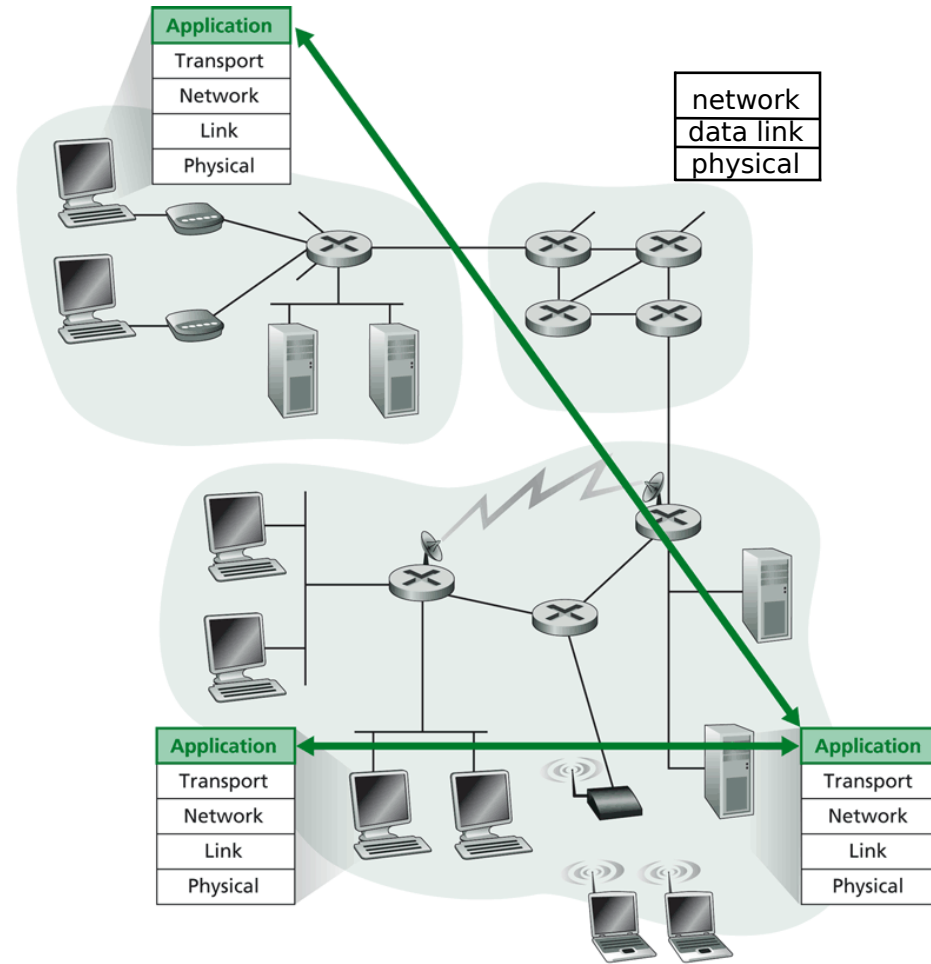 Application
Transport
Network
Link
Physical
network
data link
physical
Application
Transport
Network
Link
Physical
Application
Transport
Network
Link
Physical